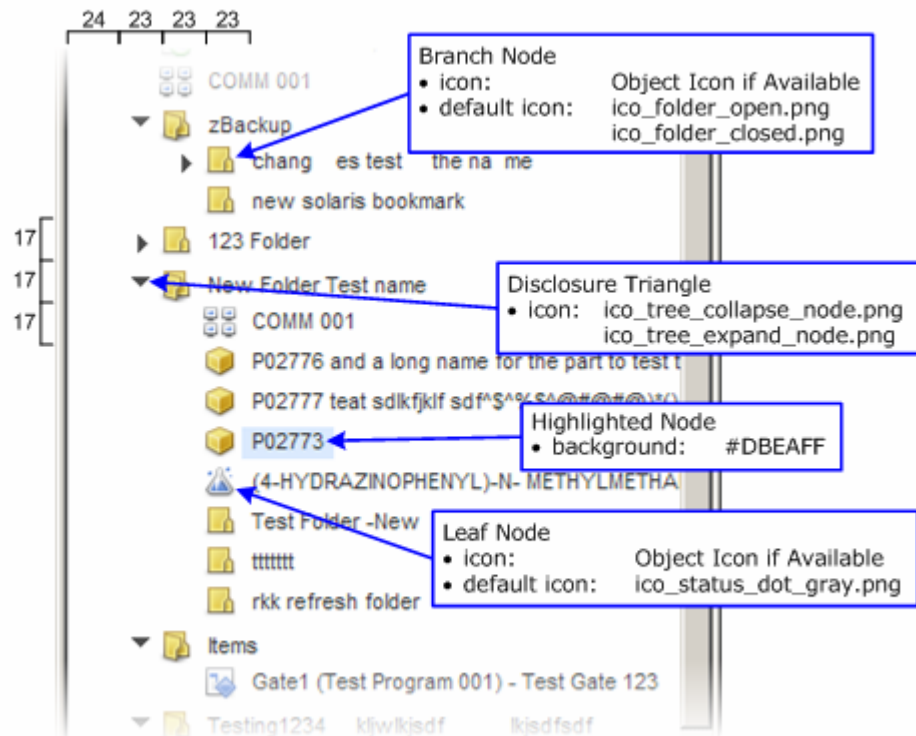 24 23 23 23
COMM 001
zBackup
chang es test the na me
new solaris bookmark
17
123 Folder
17
New Folder Test name
17
COMM 001
P02776 and a long name for the part to test t
P02777 teat sdlkfjklf sdf^$^%$^@#@#@)*()
P02773
(4-HYDRAZINOPHENYL)-N- METHYLMETHA
Test Folder -New
ttttttt
rkk refresh folder
Items
Gate1 (Test Program 001) - Test Gate 123
Testing1234 kljwlkjsdf lkjsdfsdf
Branch Node
• icon: Object Icon if Available
• default icon: ico_folder_open.png
ico_folder_closed.png
Disclosure Triangle
• icon: ico_tree_collapse_node.png
ico_tree_expand_node.png
Highlighted Node
• background: #DBEAFF
Leaf Node
• icon: Object Icon if Available
• default icon: ico_status_dot_gray.png